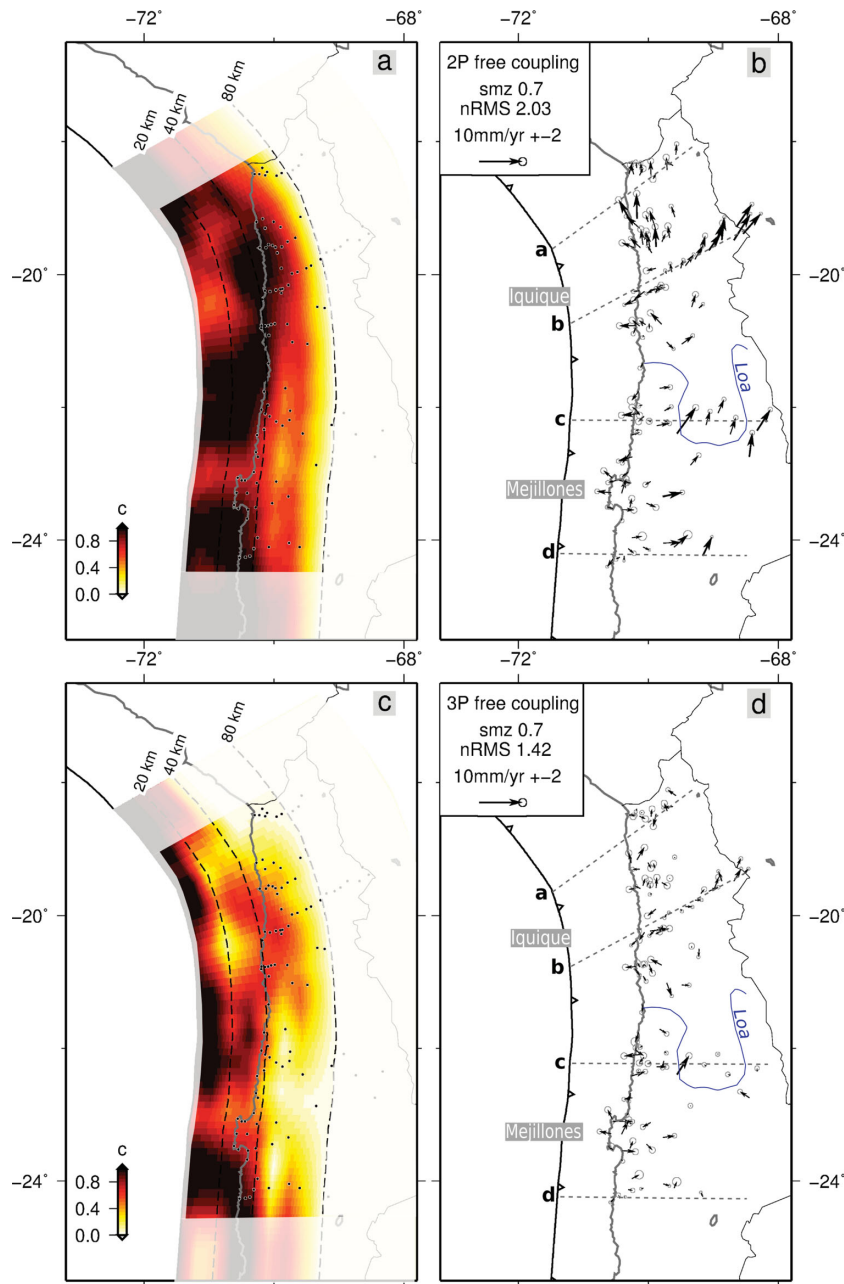 −72°
−68°
−72°
−68°
a
20 km
40 km
80 km
−20°
−24°
c
0.8
0.4
0.0
b
2P free coupling
smz 0.7
nRMS 2.03
10mm/yr +−2
a
Iquique
b
Loa
c
Mejillones
d
−20°
−24°
−72°
−68°
−72°
−68°
c
20 km
40 km
80 km
−20°
−24°
c
0.8
0.4
0.0
d
3P free coupling
smz 0.7
nRMS 1.42
10mm/yr +−2
a
Iquique
b
Loa
c
Mejillones
d
−20°
−24°